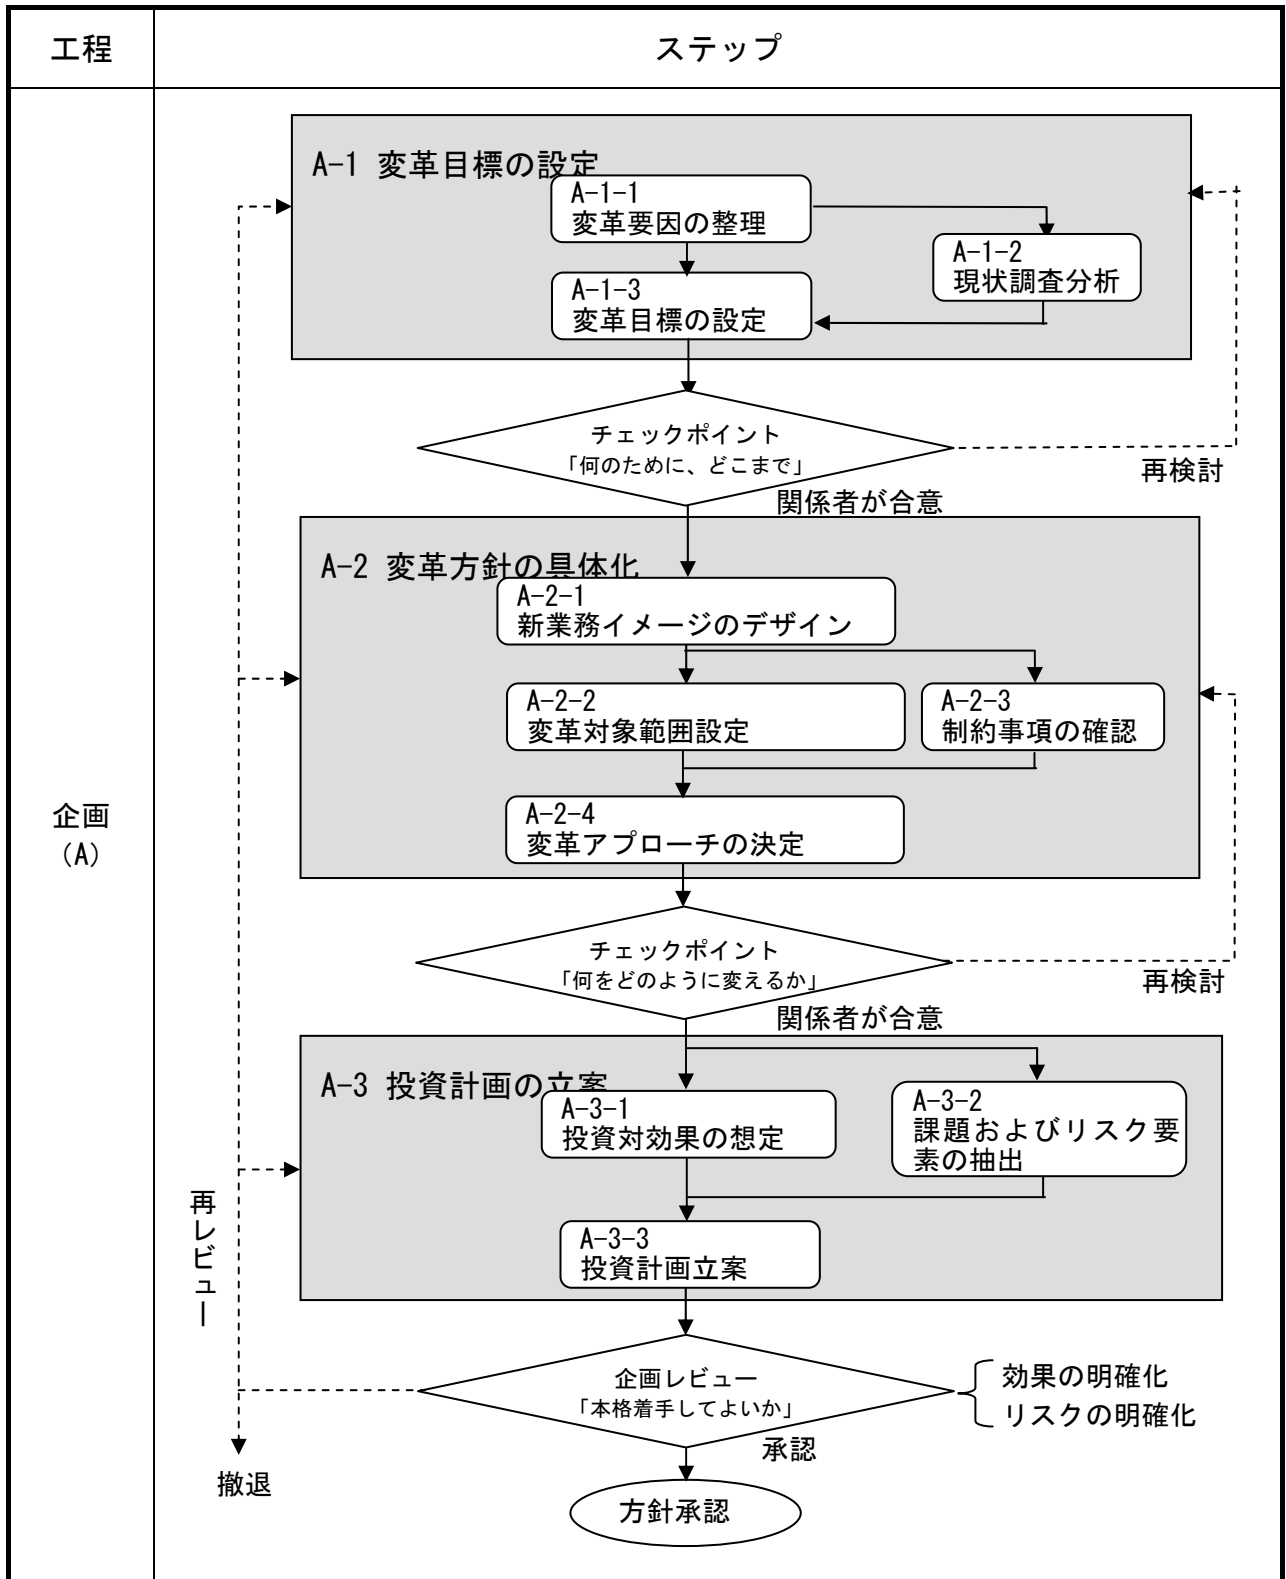 工程
ステップ
A-1 変革目標の設定
A-1-1
変革要因の整理
A-1-2
現状調査分析
A-1-3
変革目標の設定
チェックポイント
「何のために、どこまで」
再検討
関係者が合意
A-2 変革方針の具体化
A-2-1
新業務イメージのデザイン
A-2-2
変革対象範囲設定
A-2-3
制約事項の確認
A-2-4
変革アプローチの決定
企画
(A)
チェックポイント
「何をどのように変えるか」
再検討
関係者が合意
A-3 投資計画の立案
A-3-1
投資対効果の想定
A-3-2
課題およびリスク要
素の抽出
A-3-3
投資計画立案
再レビュー
企画レビュー
「本格着手してよいか」
効果の明確化
リスクの明確化
承認
撤退
方針承認